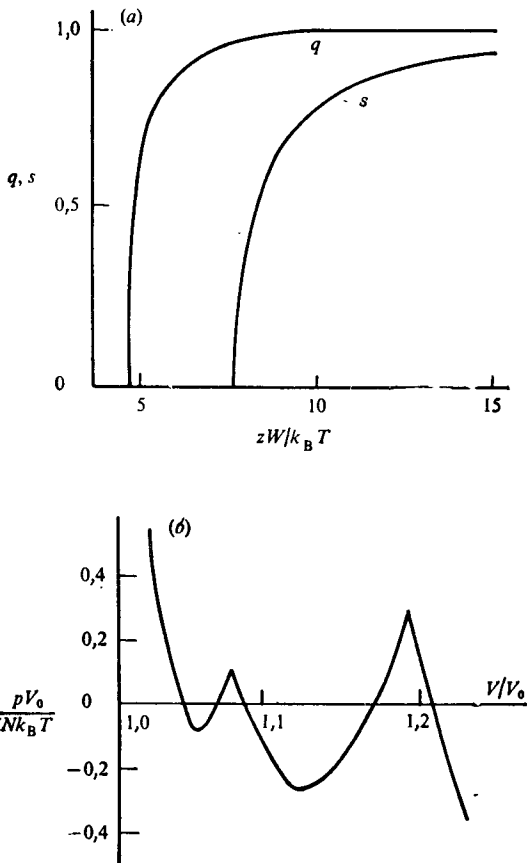 (a)
1,0
q
s
q, s
0,5
0
5
10
15
zW/k_B T
(б)
0,4
0,2
pV₀
Nk_B T
0
1,0
1,1
1,2
V/V₀
−0,2
−0,4